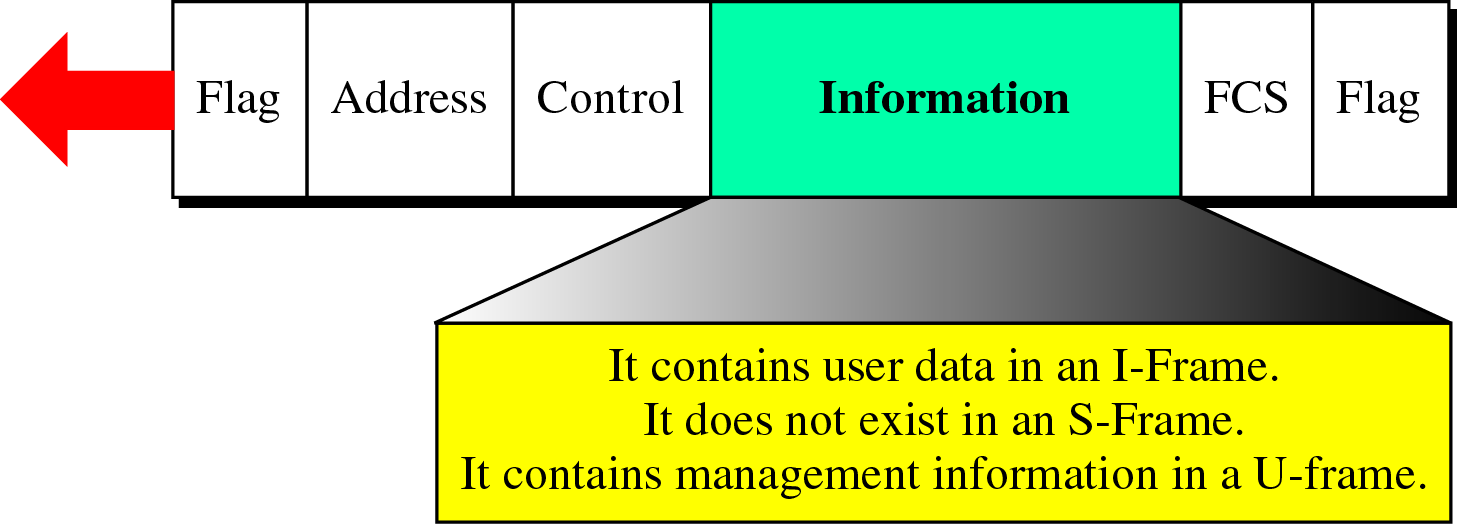 Flag Address Control Information FCS Flag
It contains user data in an I-Frame.
It does not exist in an S-Frame.
It contains management information in a U-frame.